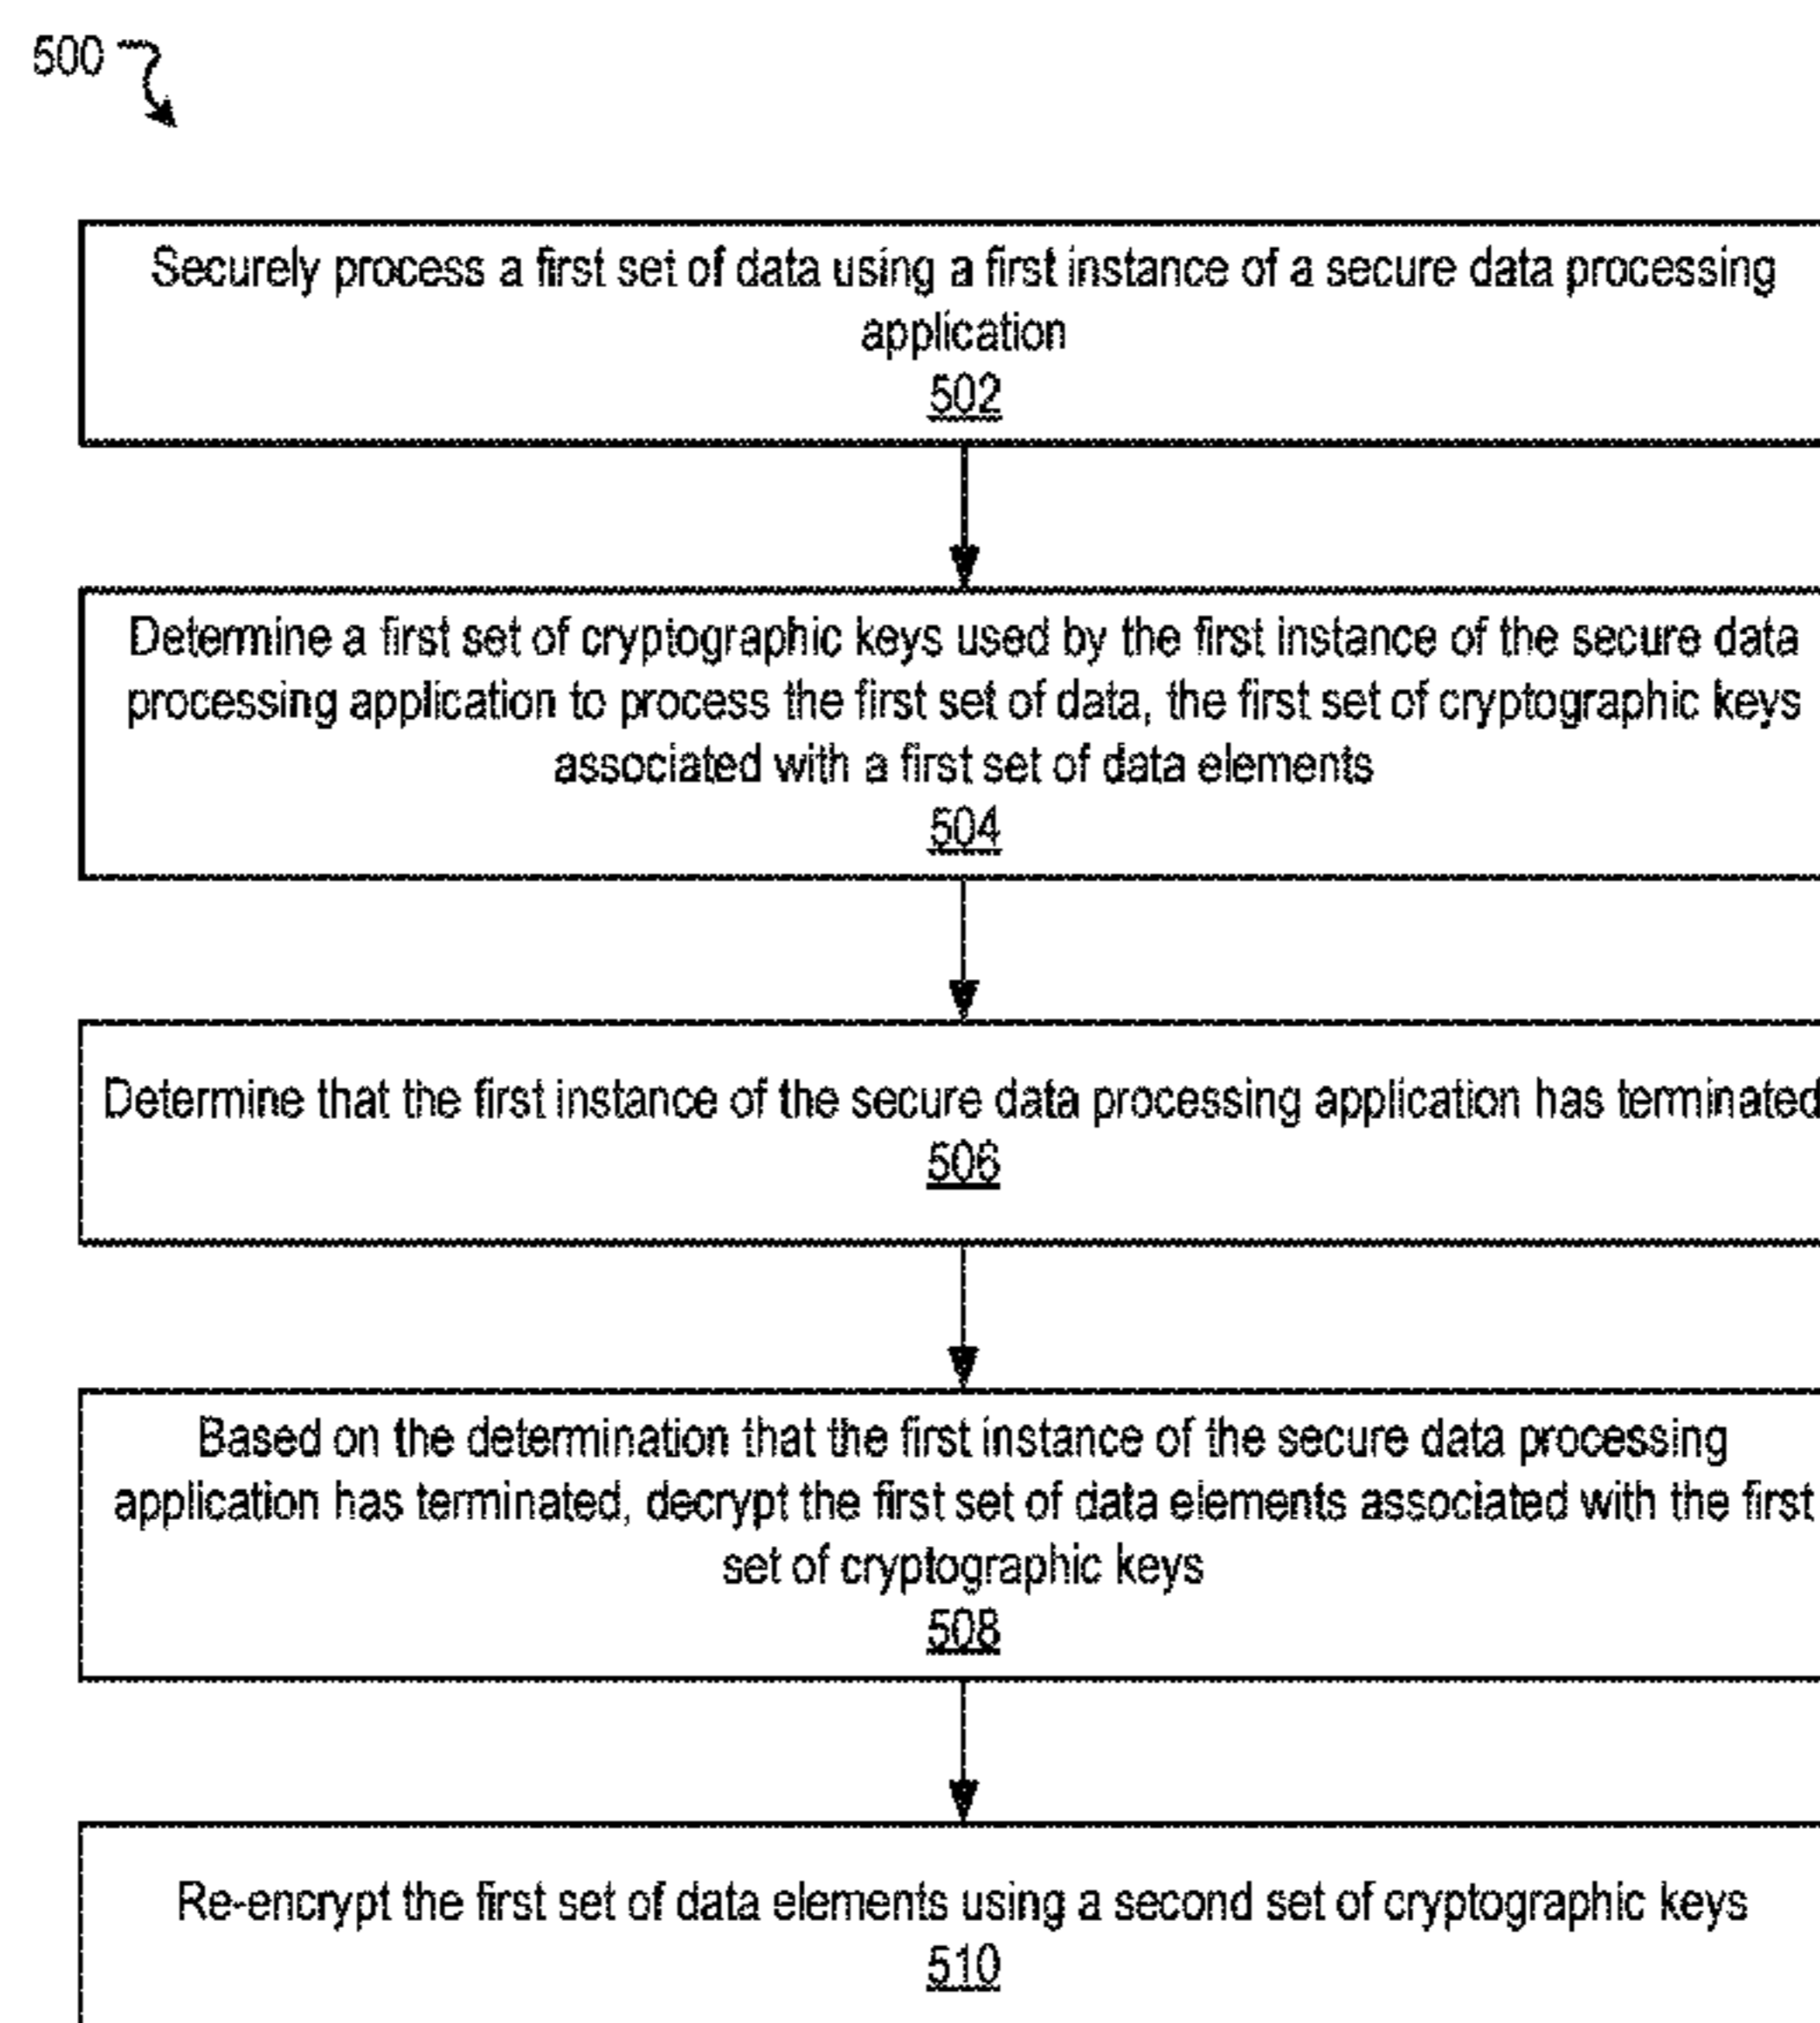 500
Securely process a first set of data using a first instance of a secure data processing
application
502
Determine a first set of cryptographic keys used by the first instance of the secure data
processing application to process the first set of data, the first set of cryptographic keys
associated with a first set of data elements
504
Determine that the first instance of the secure data processing application has terminated
506
Based on the determination that the first instance of the secure data processing
application has terminated, decrypt the first set of data elements associated with the first
set of cryptographic keys
508
Re-encrypt the first set of data elements using a second set of cryptographic keys
510